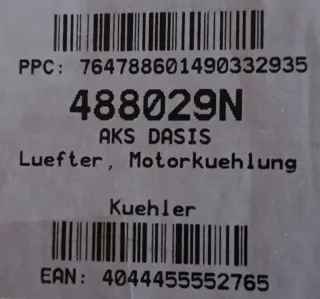 PPC: 764788601490332935
488029N
AKS DASIS
Luefter, Motorkuehlung
Kuehler
EAN: 4044455552765